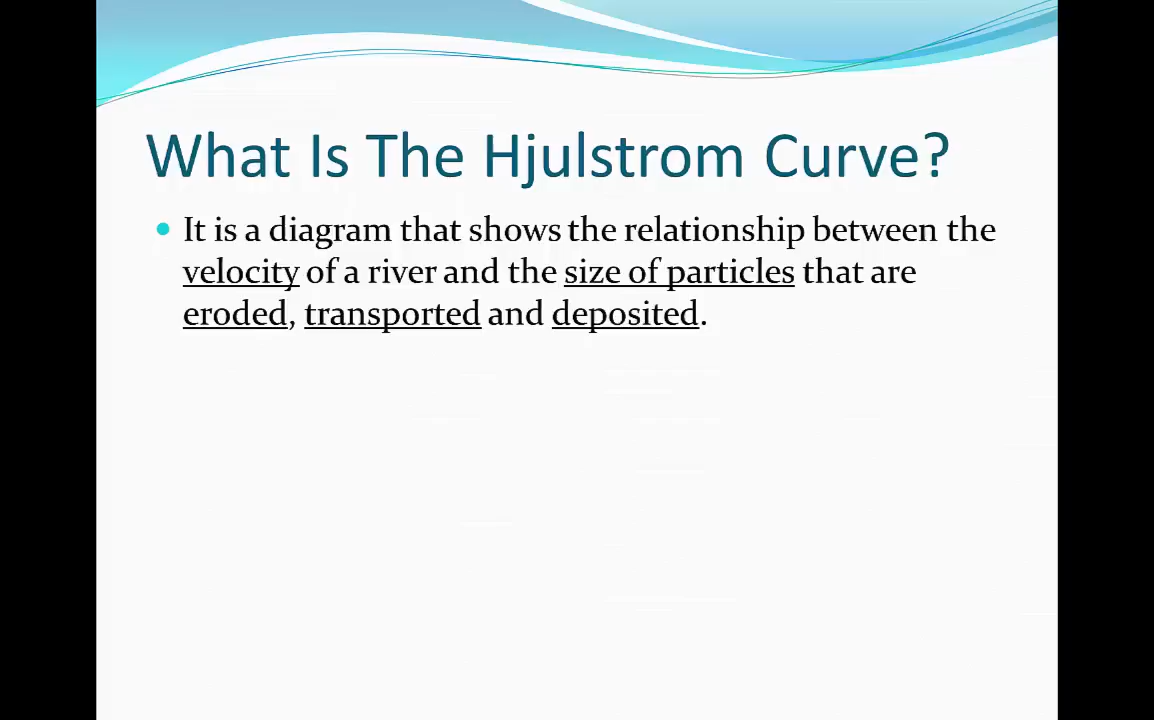 What Is The Hjulstrom Curve?
• It is a diagram that shows the relationship between the
velocity of a river and the size of particles that are
eroded, transported and deposited.